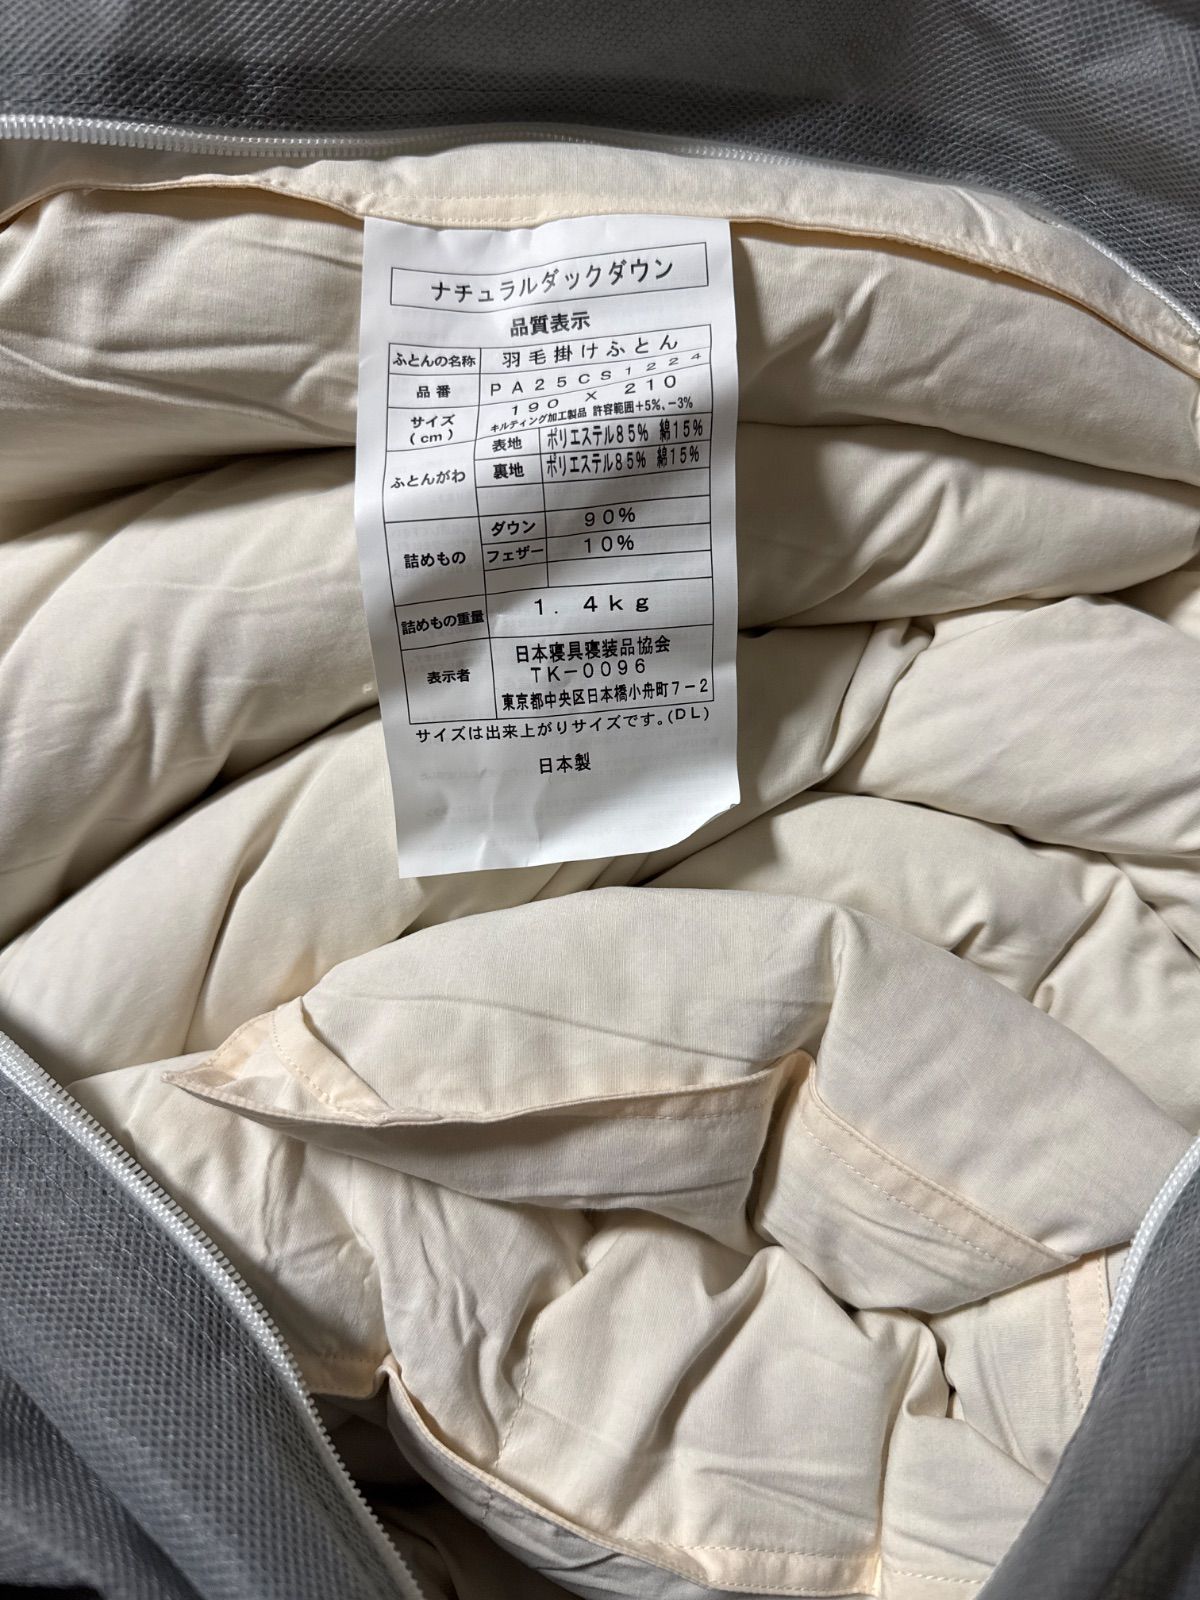 ナチュラルダックダウン
品質表示
ふとんの名称 羽毛掛けふとん
品番 PA25CS1224
サイズ(cm) 190 × 210
キルティング加工製品 許容範囲+5%、-3%
ふとんがわ 表地 ポリエステル85% 綿15%
裏地 ポリエステル85% 綿15%
詰めもの ダウン 90%
フェザー 10%
詰めもの重量 1.4kg
表示者 日本寝具寝装品協会
TK-0096
東京都中央区日本橋小舟町7-2
サイズは出来上がりサイズです。(DL)
日本製